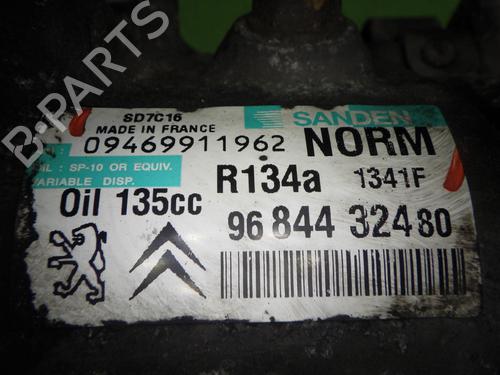 SD7C16
MADE IN FRANCE
SANDEN
09469911962
NORM
OIL : SP-10 OR EQUIV.
VARIABLE DISP.
R134a
1341F
Oil 135cc
96 844 324 80
B-PARTS